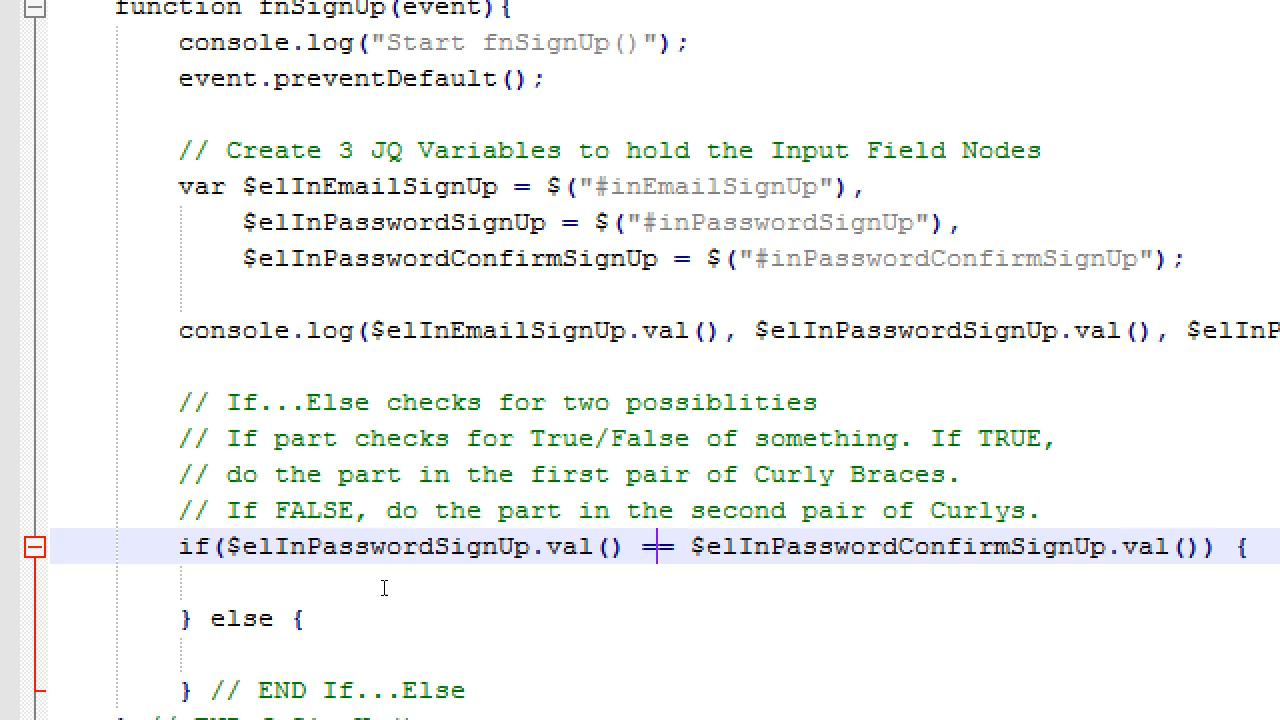 function fnSignUp(event){
console.log("Start fnSignUp()");
event.preventDefault();
// Create 3 JQ Variables to hold the Input Field Nodes
var $elInEmailSignUp = $("#inEmailSignUp"),
$elInPasswordSignUp = $("#inPasswordSignUp"),
$elInPasswordConfirmSignUp = $("#inPasswordConfirmSignUp");
console.log($elInEmailSignUp.val(), $elInPasswordSignUp.val(), $elInP
// If...Else checks for two possiblities
// If part checks for True/False of something. If TRUE,
// do the part in the first pair of Curly Braces.
// If FALSE, do the part in the second pair of Curlys.
if($elInPasswordSignUp.val() == $elInPasswordConfirmSignUp.val()) {
} else {
} // END If...Else